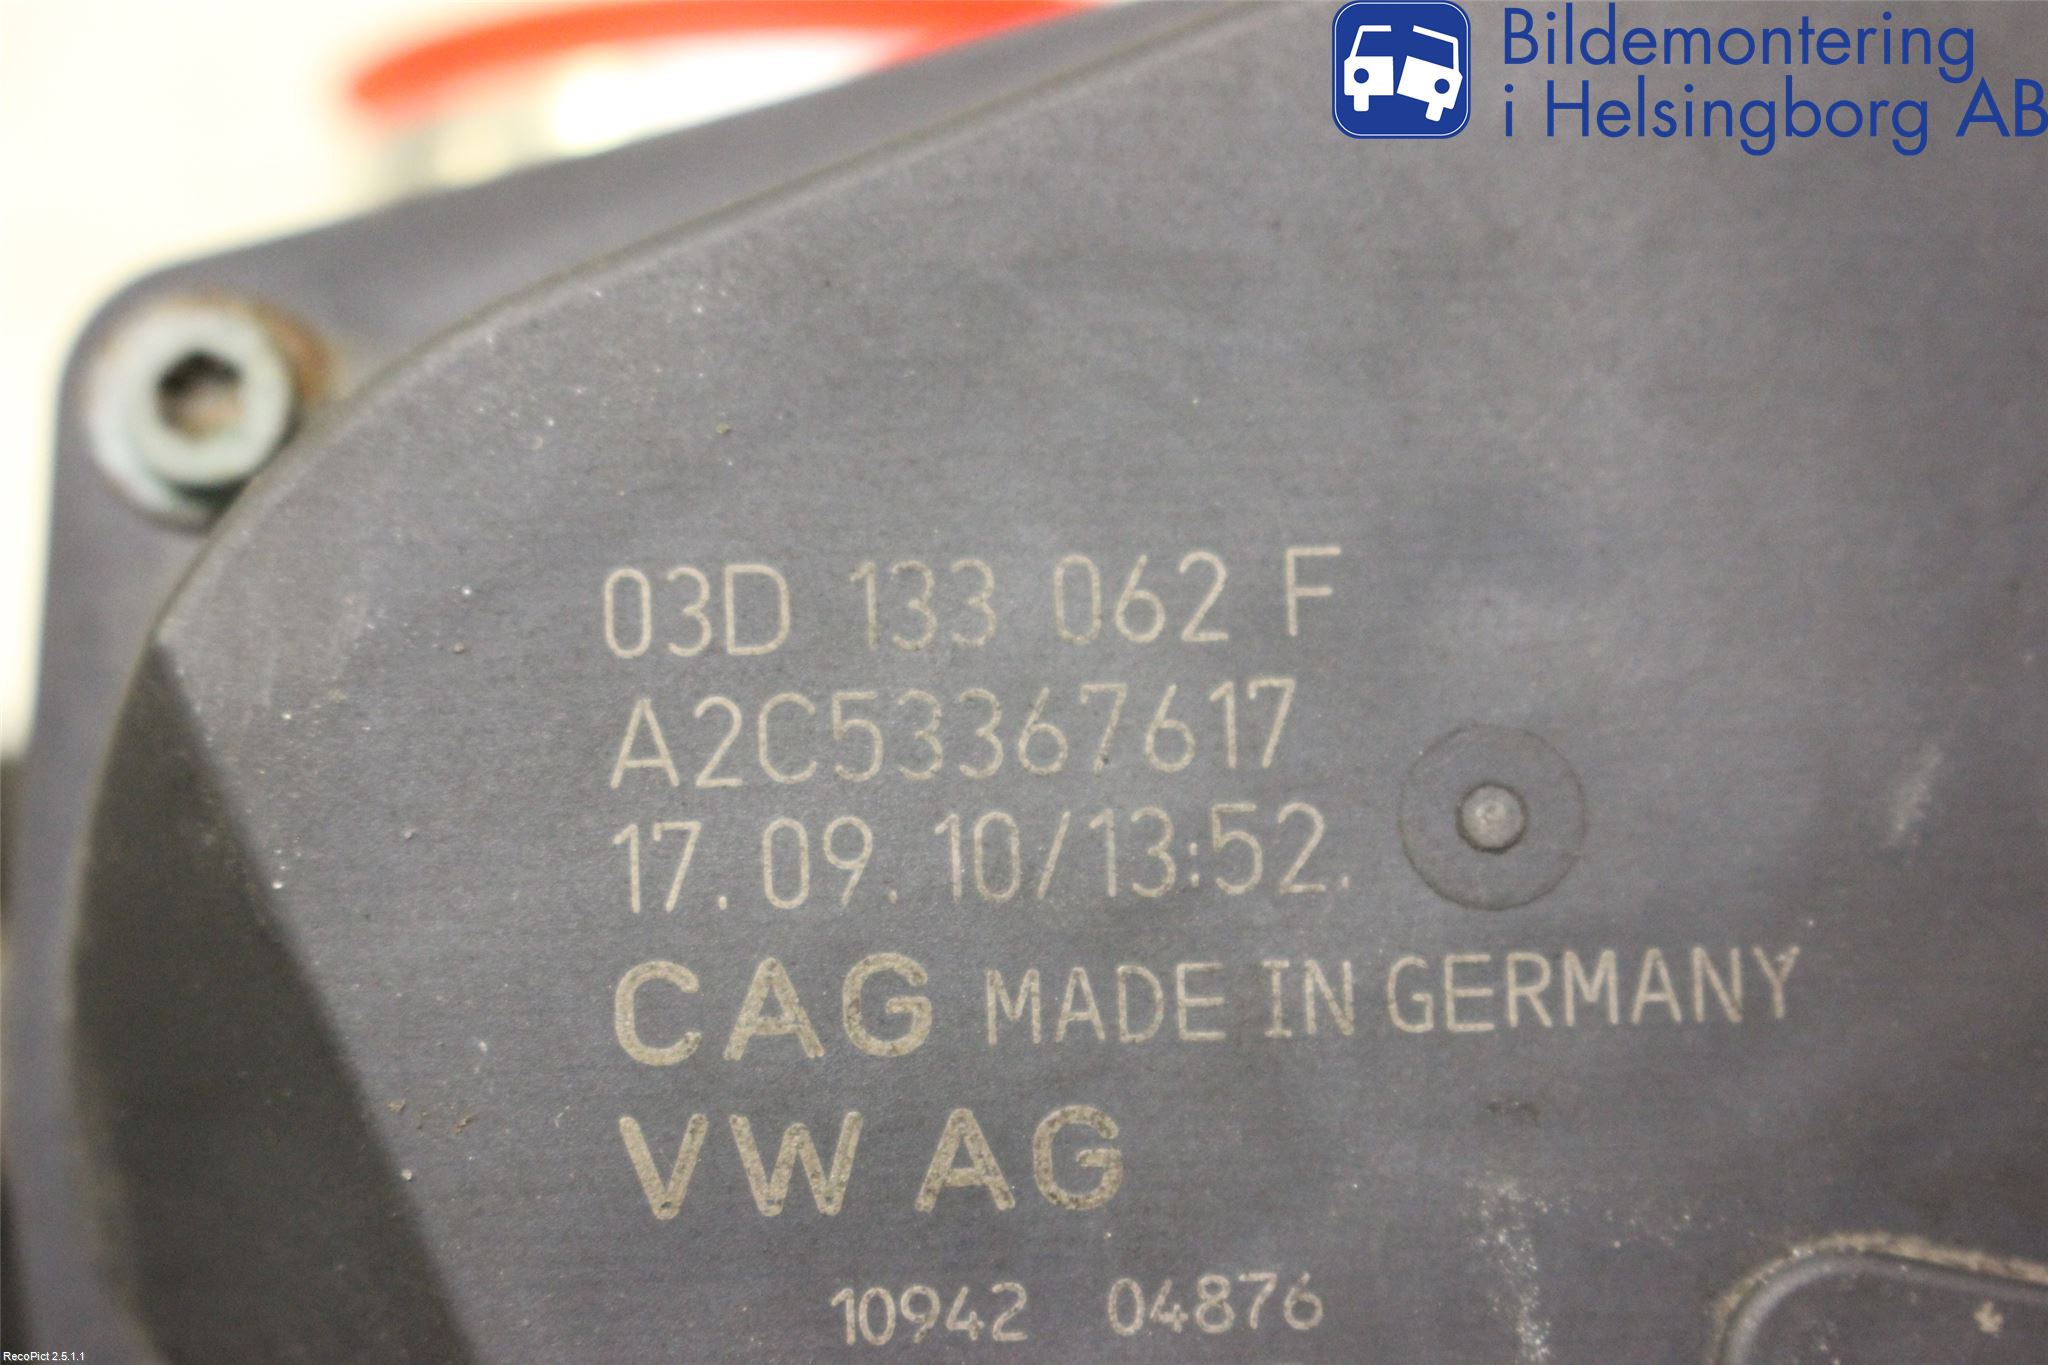 Bildemontering
i Helsingborg AB
03D 133 062 F
A2C53367617
17.09.10/13:52.
CAG MADE IN GERMANY
VW AG
10942 04876
RecoPict 2.5.1.1